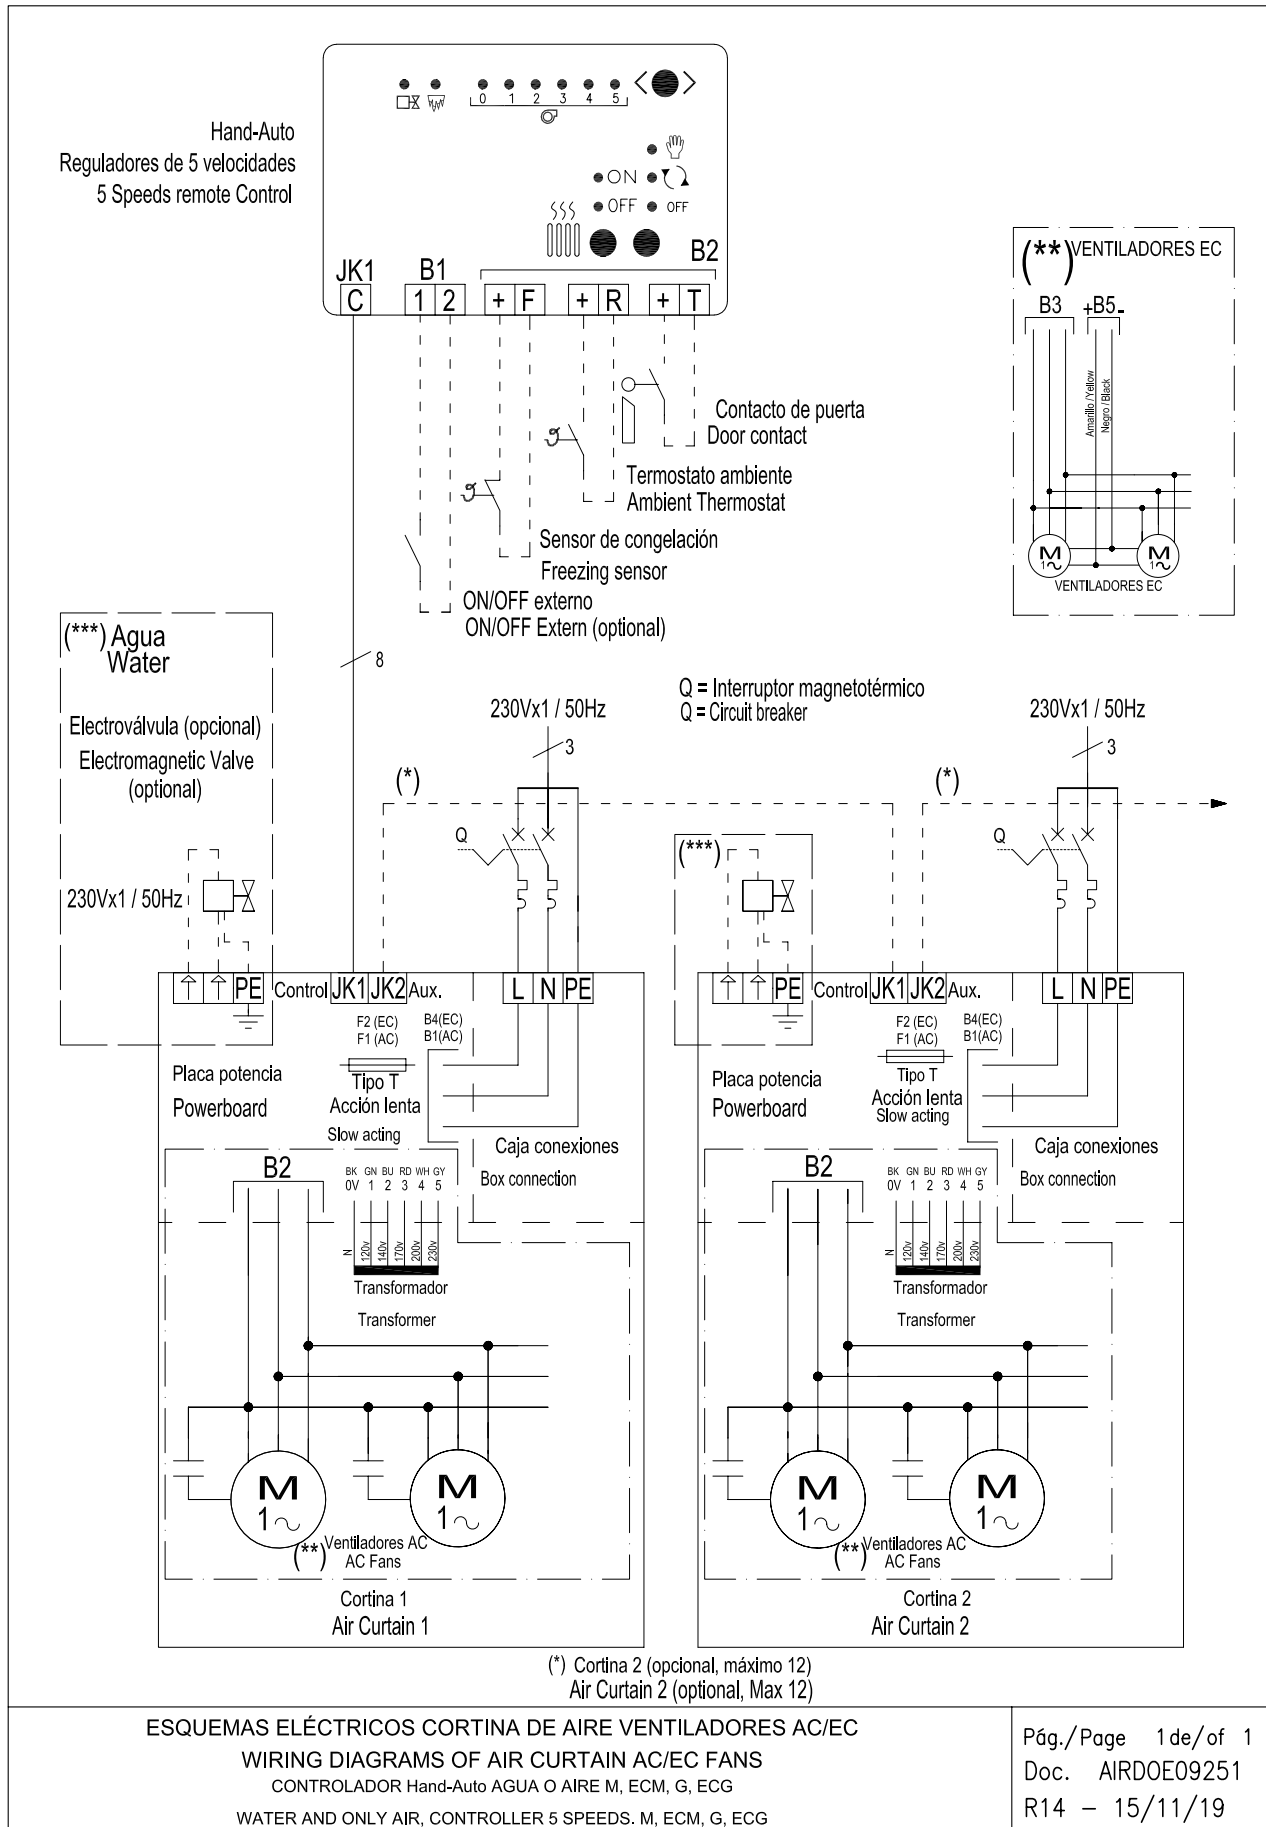 0 1 2 3 4 5
Hand-Auto
Reguladores de 5 velocidades
5 Speeds remote Control
ON
OFF
OFF
B2
JK1
B1
C
1 2
+ F
+ R
+ T
(**) VENTILADORES EC
B3
+B5-
Amarillo / Yellow
Negro / Black
M
1~
M
1~
VENTILADORES EC
Contacto de puerta
Door contact
Termostato ambiente
Ambient Thermostat
Sensor de congelación
Freezing sensor
ON/OFF externo
ON/OFF Extern (optional)
8
(***) Agua
Water
Electroválvula (opcional)
Electromagnetic Valve
(optional)
230Vx1 / 50Hz
Q = Interruptor magnetotérmico
Q = Circuit breaker
230Vx1 / 50Hz
3
(*)
Q
230Vx1 / 50Hz
3
(*)
Q
(***)
PE
Control JK1 JK2 Aux.
L N PE
F2 (EC)
F1 (AC)
B4(EC)
B1(AC)
Tipo T
Acción lenta
Slow acting
Placa potencia
Powerboard
Caja conexiones
Box connection
B2
BK GN BU RD WH GY
0V 1 2 3 4 5
N 120v 140v 170v 200v 230v
Transformador
Transformer
M
1~
M
1~
(**) Ventiladores AC
AC Fans
Cortina 1
Air Curtain 1
PE
Control JK1 JK2 Aux.
L N PE
F2 (EC)
F1 (AC)
B4(EC)
B1(AC)
Tipo T
Acción lenta
Slow acting
Placa potencia
Powerboard
Caja conexiones
Box connection
B2
BK GN BU RD WH GY
0V 1 2 3 4 5
N 120v 140v 170v 200v 230v
Transformador
Transformer
M
1~
M
1~
(**) Ventiladores AC
AC Fans
Cortina 2
Air Curtain 2
(*) Cortina 2 (opcional, máximo 12)
Air Curtain 2 (optional, Max 12)
ESQUEMAS ELÉCTRICOS CORTINA DE AIRE VENTILADORES AC/EC
WIRING DIAGRAMS OF AIR CURTAIN AC/EC FANS
CONTROLADOR Hand-Auto AGUA O AIRE M, ECM, G, ECG
WATER AND ONLY AIR, CONTROLLER 5 SPEEDS. M, ECM, G, ECG
Pág./Page 1 de/of 1
Doc. AIRDOE09251
R14 – 15/11/19